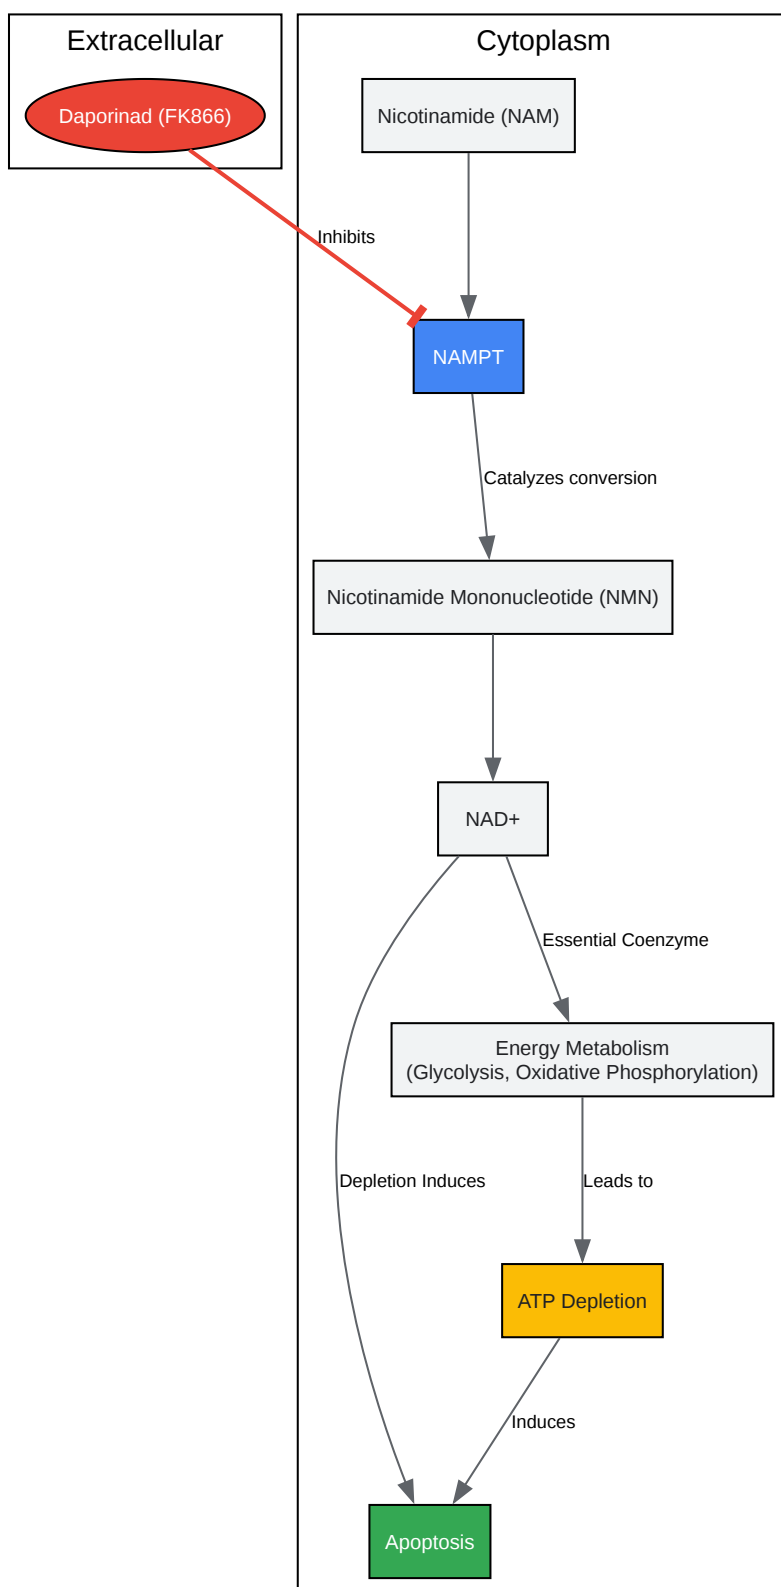 Extracellular
Cytoplasm
Daporinad (FK866)
Nicotinamide (NAM)
Inhibits
NAMPT
Catalyzes conversion
Nicotinamide Mononucleotide (NMN)
NAD+
Essential Coenzyme
Energy Metabolism
(Glycolysis, Oxidative Phosphorylation)
Depletion Induces
Leads to
ATP Depletion
Induces
Apoptosis